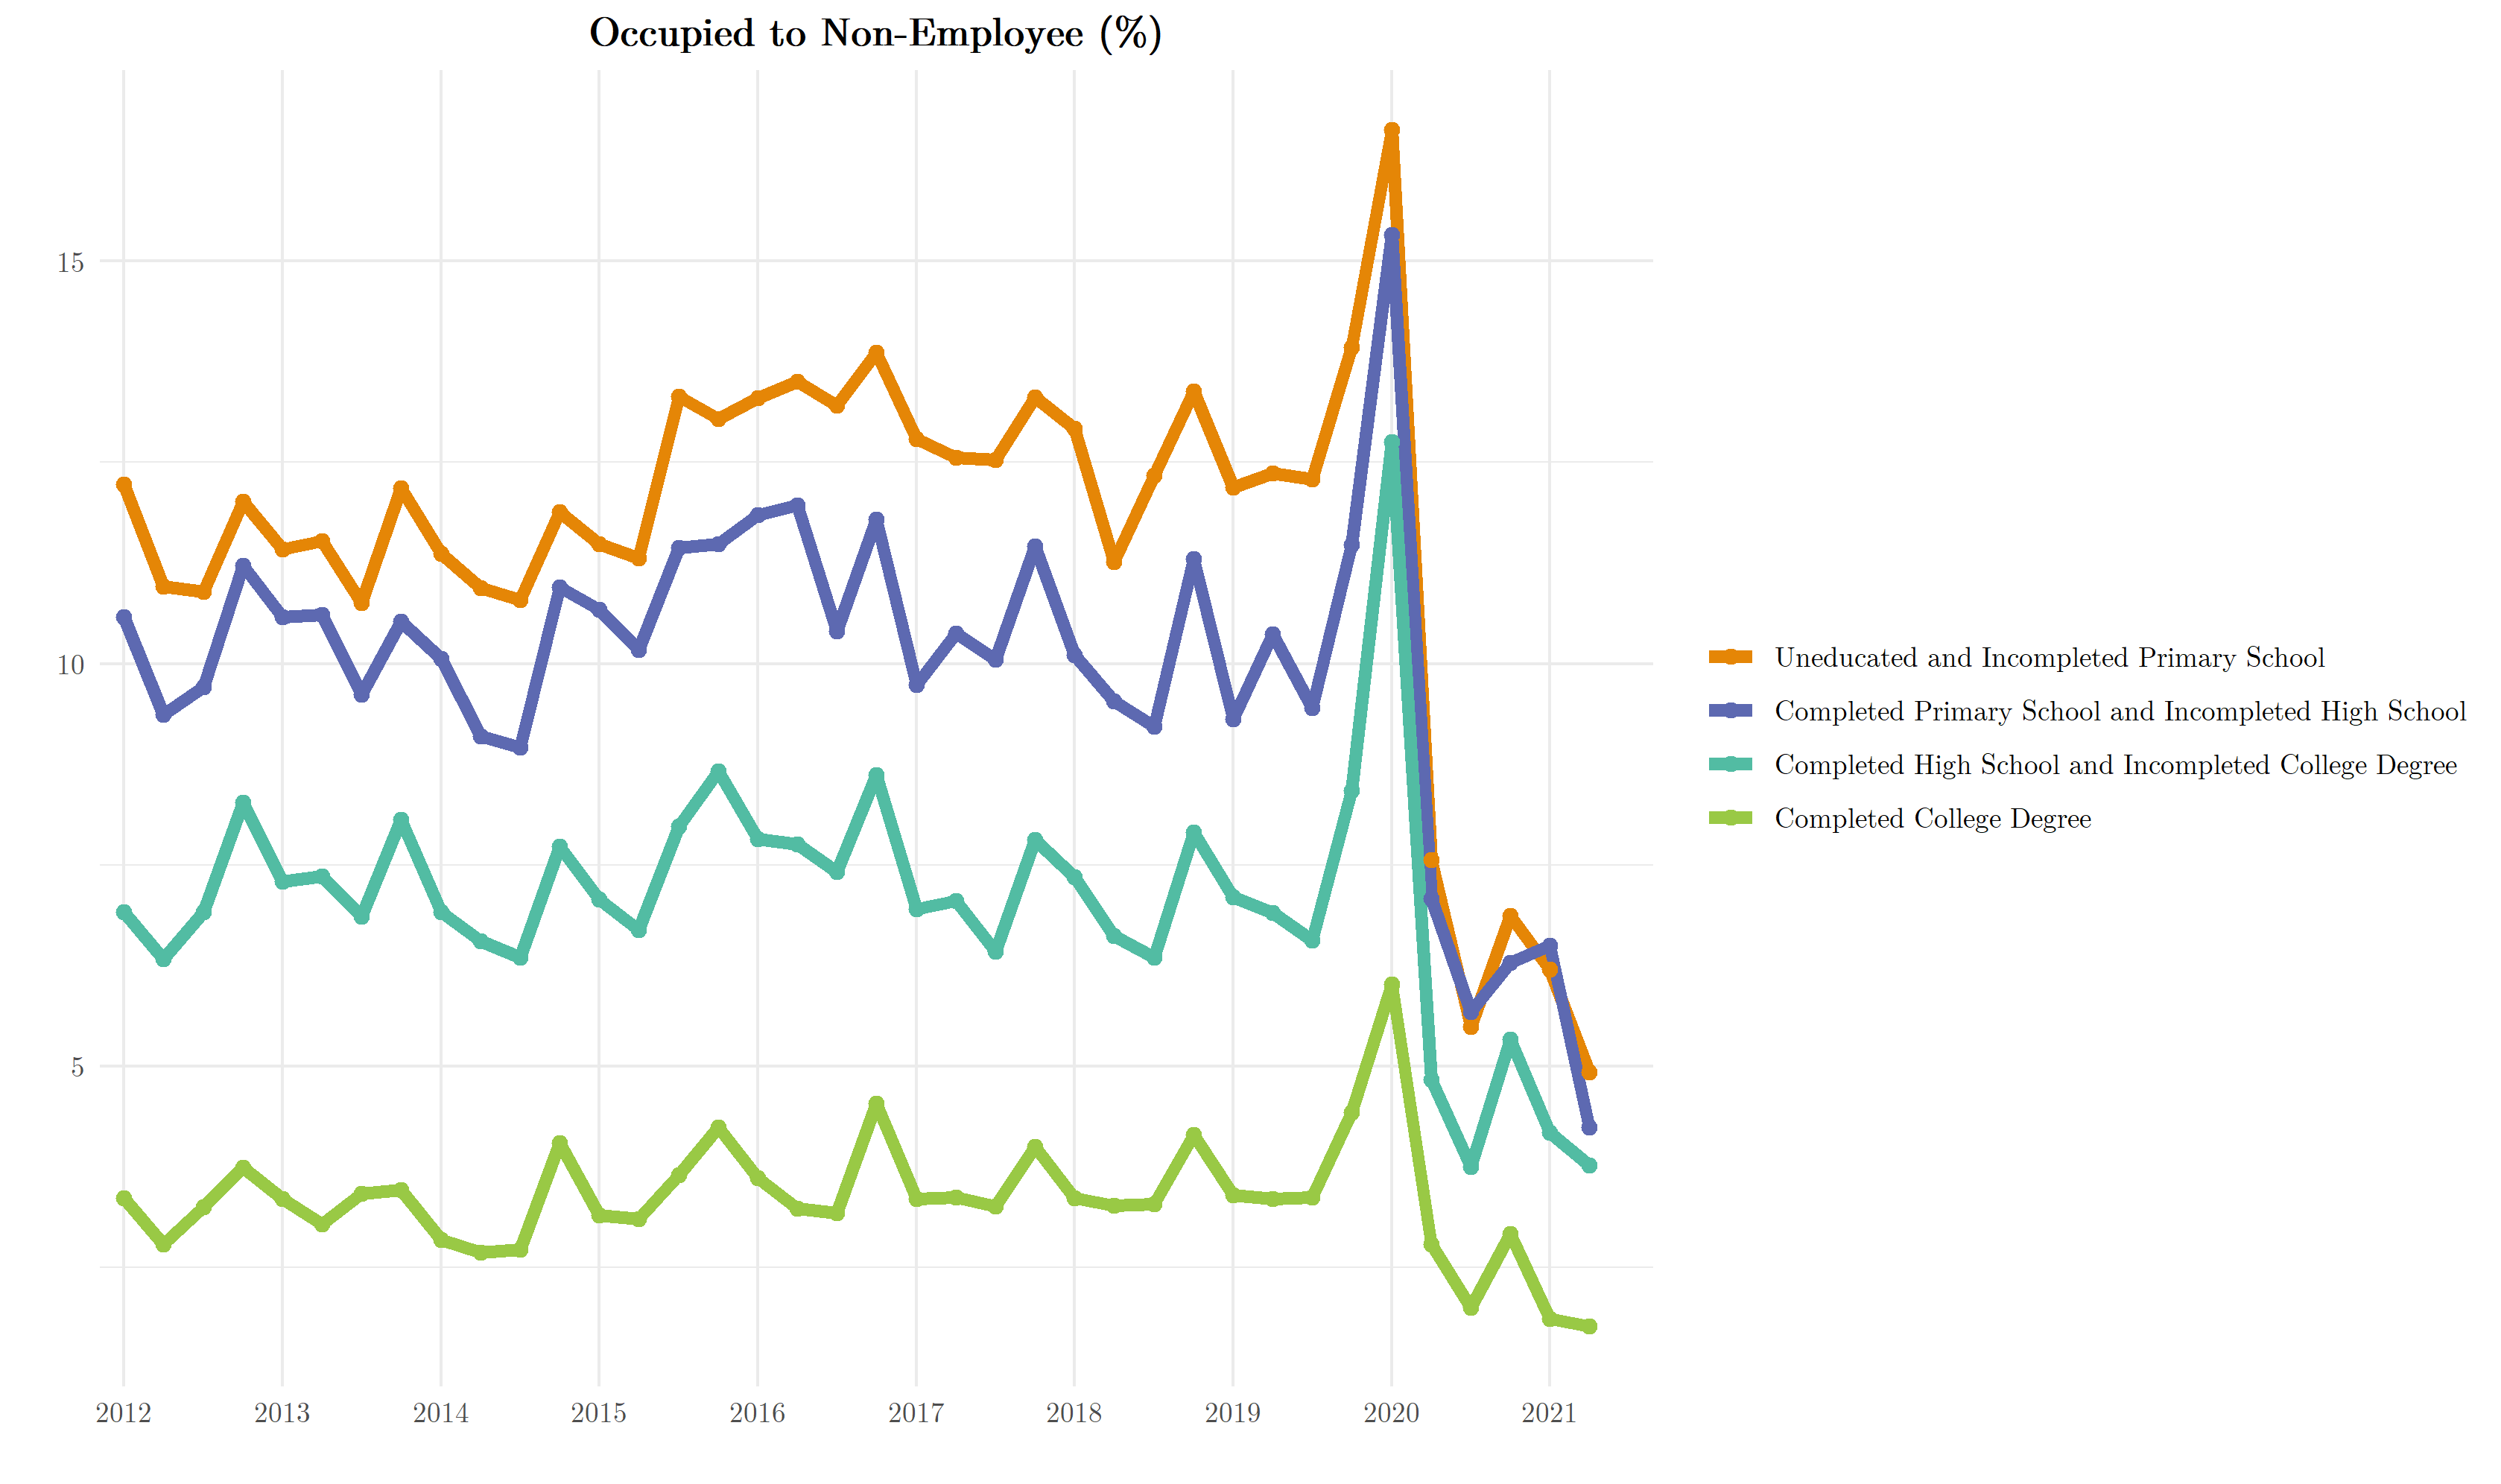 Occupied to Non-Employee (%)
15
10
5
2012 2013 2014 2015 2016 2017 2018 2019 2020 2021
Uneducated and Incompleted Primary School
Completed Primary School and Incompleted High School
Completed High School and Incompleted College Degree
Completed College Degree